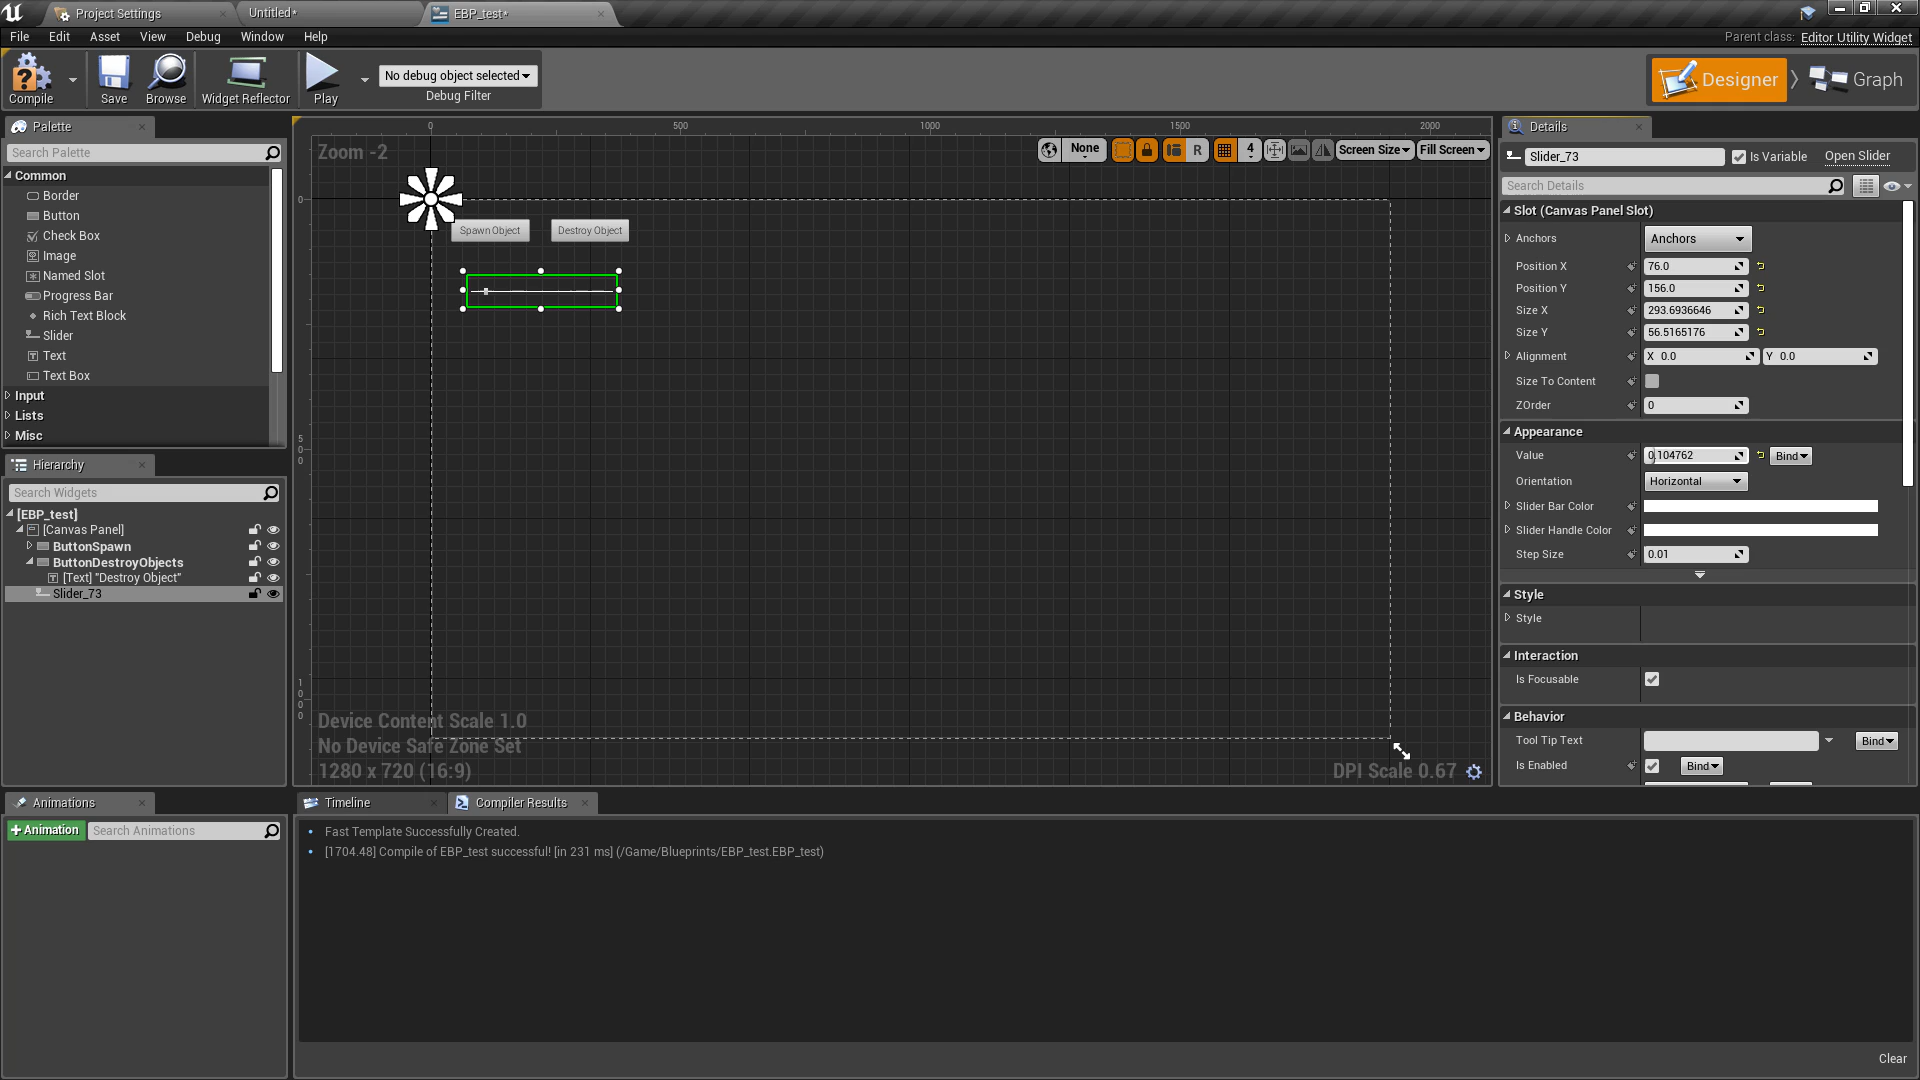 Project Settings
Untitled*
EBP_test*
File Edit Asset View Debug Window Help
Parent class: Editor Utility Widget
Compile
Save
Browse
Widget Reflector
Play
No debug object selected
Debug Filter
Designer
Graph
Palette
Search Palette
Common
Border
Button
Check Box
Image
Named Slot
Progress Bar
Rich Text Block
Slider
Text
Text Box
Input
Lists
Misc
Hierarchy
Search Widgets
[EBP_test]
[Canvas Panel]
ButtonSpawn
ButtonDestroyObjects
[Text] "Destroy Object"
Slider_73
Animations
+Animation
Search Animations
0 500 1000 1500 2000
0
500
1000
Zoom -2
None
R
4
Screen Size
Fill Screen
Spawn Object
Destroy Object
Device Content Scale 1.0
No Device Safe Zone Set
1280 x 720 (16:9)
DPI Scale 0.67
Timeline
Compiler Results
Fast Template Successfully Created.
[1704.48] Compile of EBP_test successful! [in 231 ms] (/Game/Blueprints/EBP_test.EBP_test)
Clear
Details
Slider_73
Is Variable
Open Slider
Search Details
Slot (Canvas Panel Slot)
Anchors Anchors
Position X 76.0
Position Y 156.0
Size X 293.6936646
Size Y 56.5165176
Alignment X 0.0 Y 0.0
Size To Content
ZOrder 0
Appearance
Value 0.104762 Bind
Orientation Horizontal
Slider Bar Color
Slider Handle Color
Step Size 0.01
Style
Style
Interaction
Is Focusable
Behavior
Tool Tip Text Bind
Is Enabled Bind